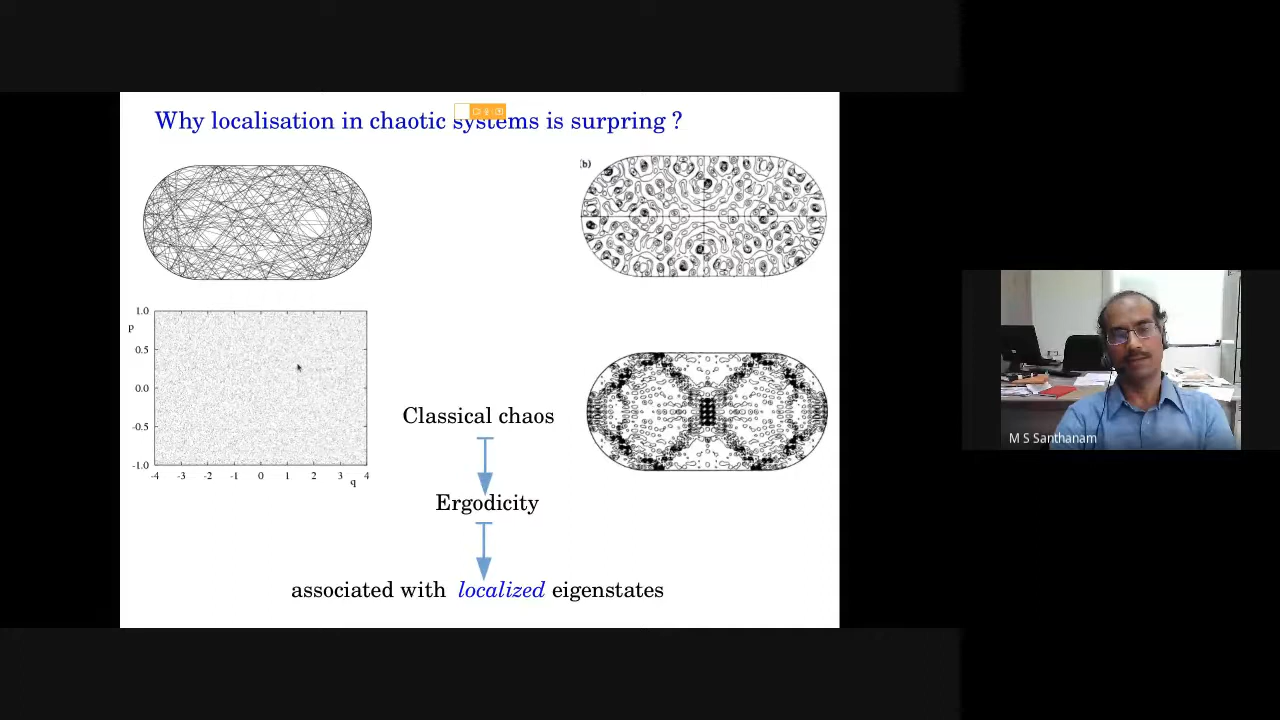 Why localisation in chaotic systems is surpring ?
(b)
1.0
P
0.5
0.0
-0.5
-1.0
-4 -3 -2 -1 0 1 2 3 4
q
Classical chaos
Ergodicity
associated with localized eigenstates
M S Santhanam